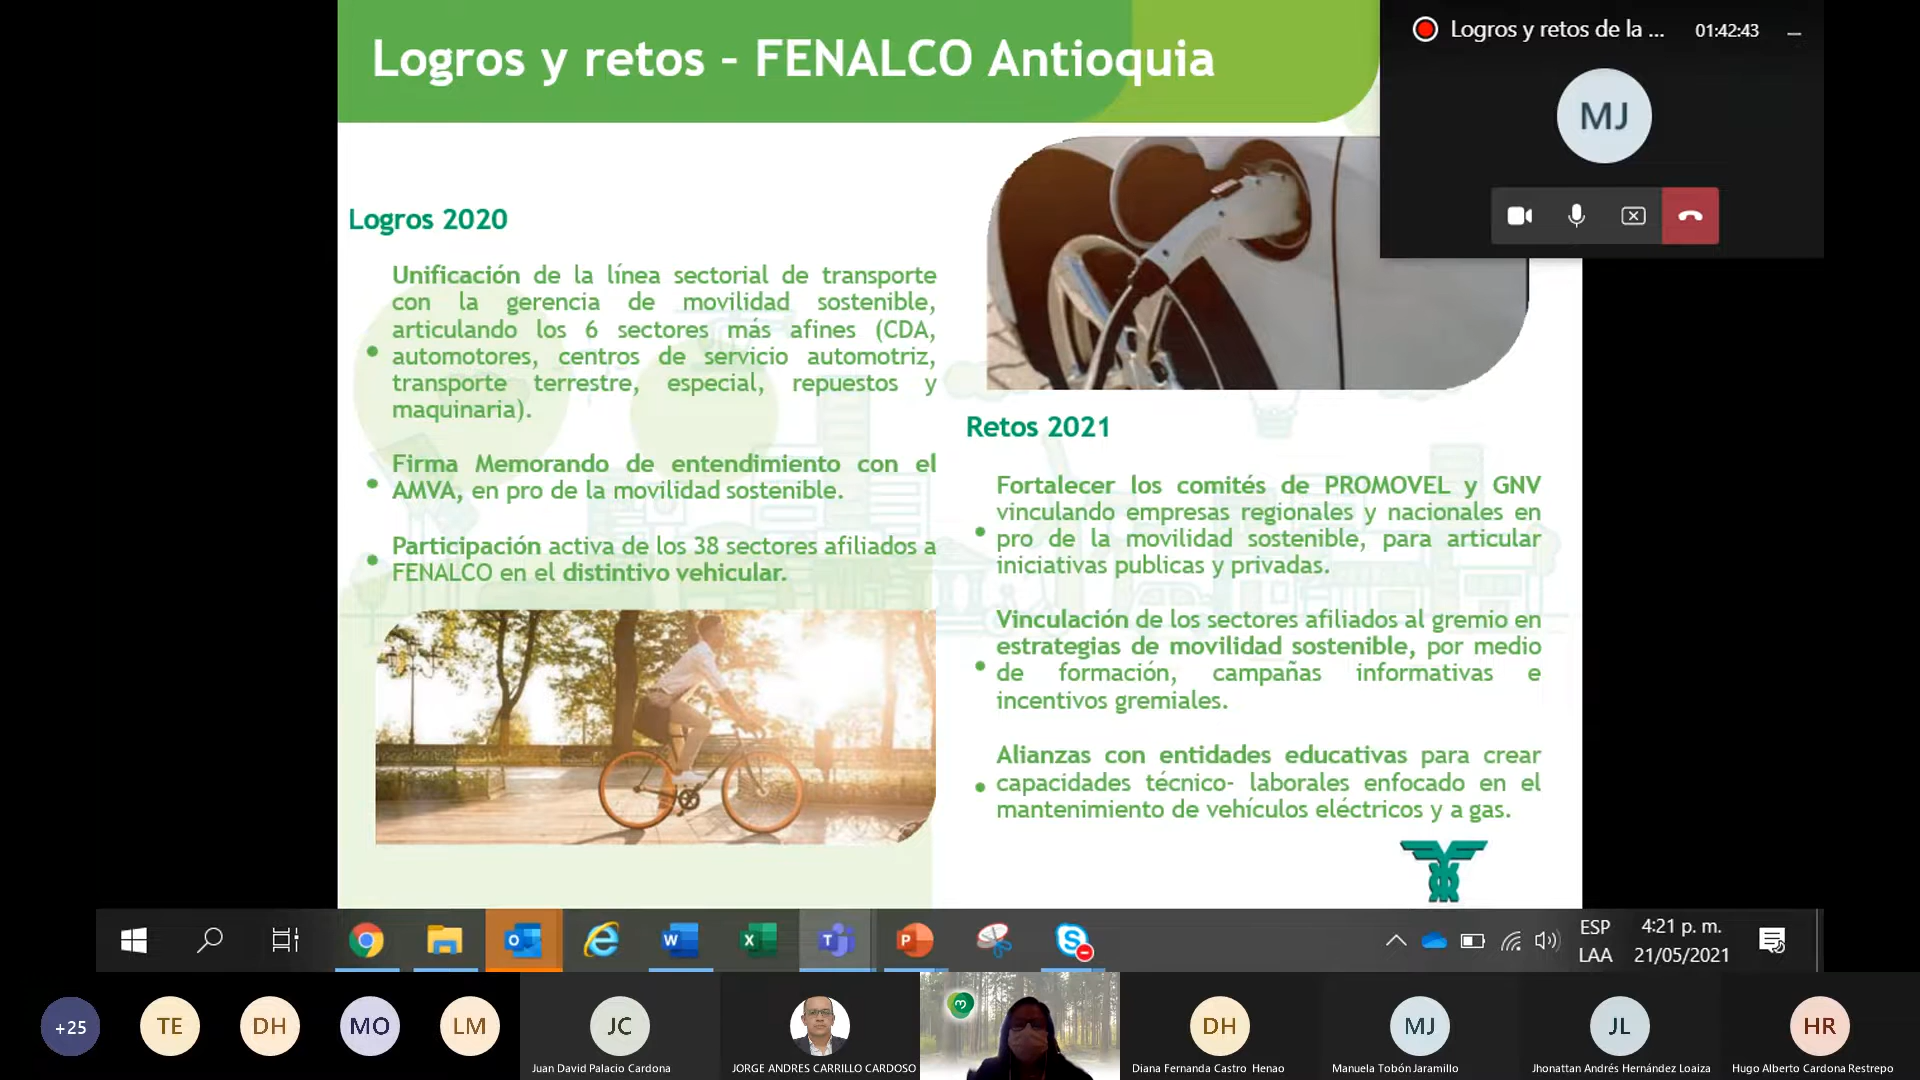 Logros y retos - FENALCO Antioquia
Logros y retos de la ...
01:42:43
MJ
Logros 2020
Unificación de la línea sectorial de transporte
con la gerencia de movilidad sostenible,
articulando los 6 sectores más afines (CDA,
automotores, centros de servicio automotriz,
transporte terrestre, especial, repuestos y
maquinaria).
Firma Memorando de entendimiento con el
AMVA, en pro de la movilidad sostenible.
Participación activa de los 38 sectores afiliados a
FENALCO en el distintivo vehicular.
Retos 2021
Fortalecer los comités de PROMOVEL y GNV
vinculando empresas regionales y nacionales en
pro de la movilidad sostenible, para articular
iniciativas publicas y privadas.
Vinculación de los sectores afiliados al gremio en
estrategias de movilidad sostenible, por medio
de formación, campañas informativas e
incentivos gremiales.
Alianzas con entidades educativas para crear
capacidades técnico- laborales enfocado en el
mantenimiento de vehículos eléctricos y a gas.
ESP
LAA
4:21 p. m.
21/05/2021
+25
TE
DH
MO
LM
JC
Juan David Palacio Cardona
JORGE ANDRES CARRILLO CARDOSO
DH
Diana Fernanda Castro Henao
MJ
Manuela Tobón Jaramillo
JL
Jhonattan Andrés Hernández Loaiza
HR
Hugo Alberto Cardona Restrepo